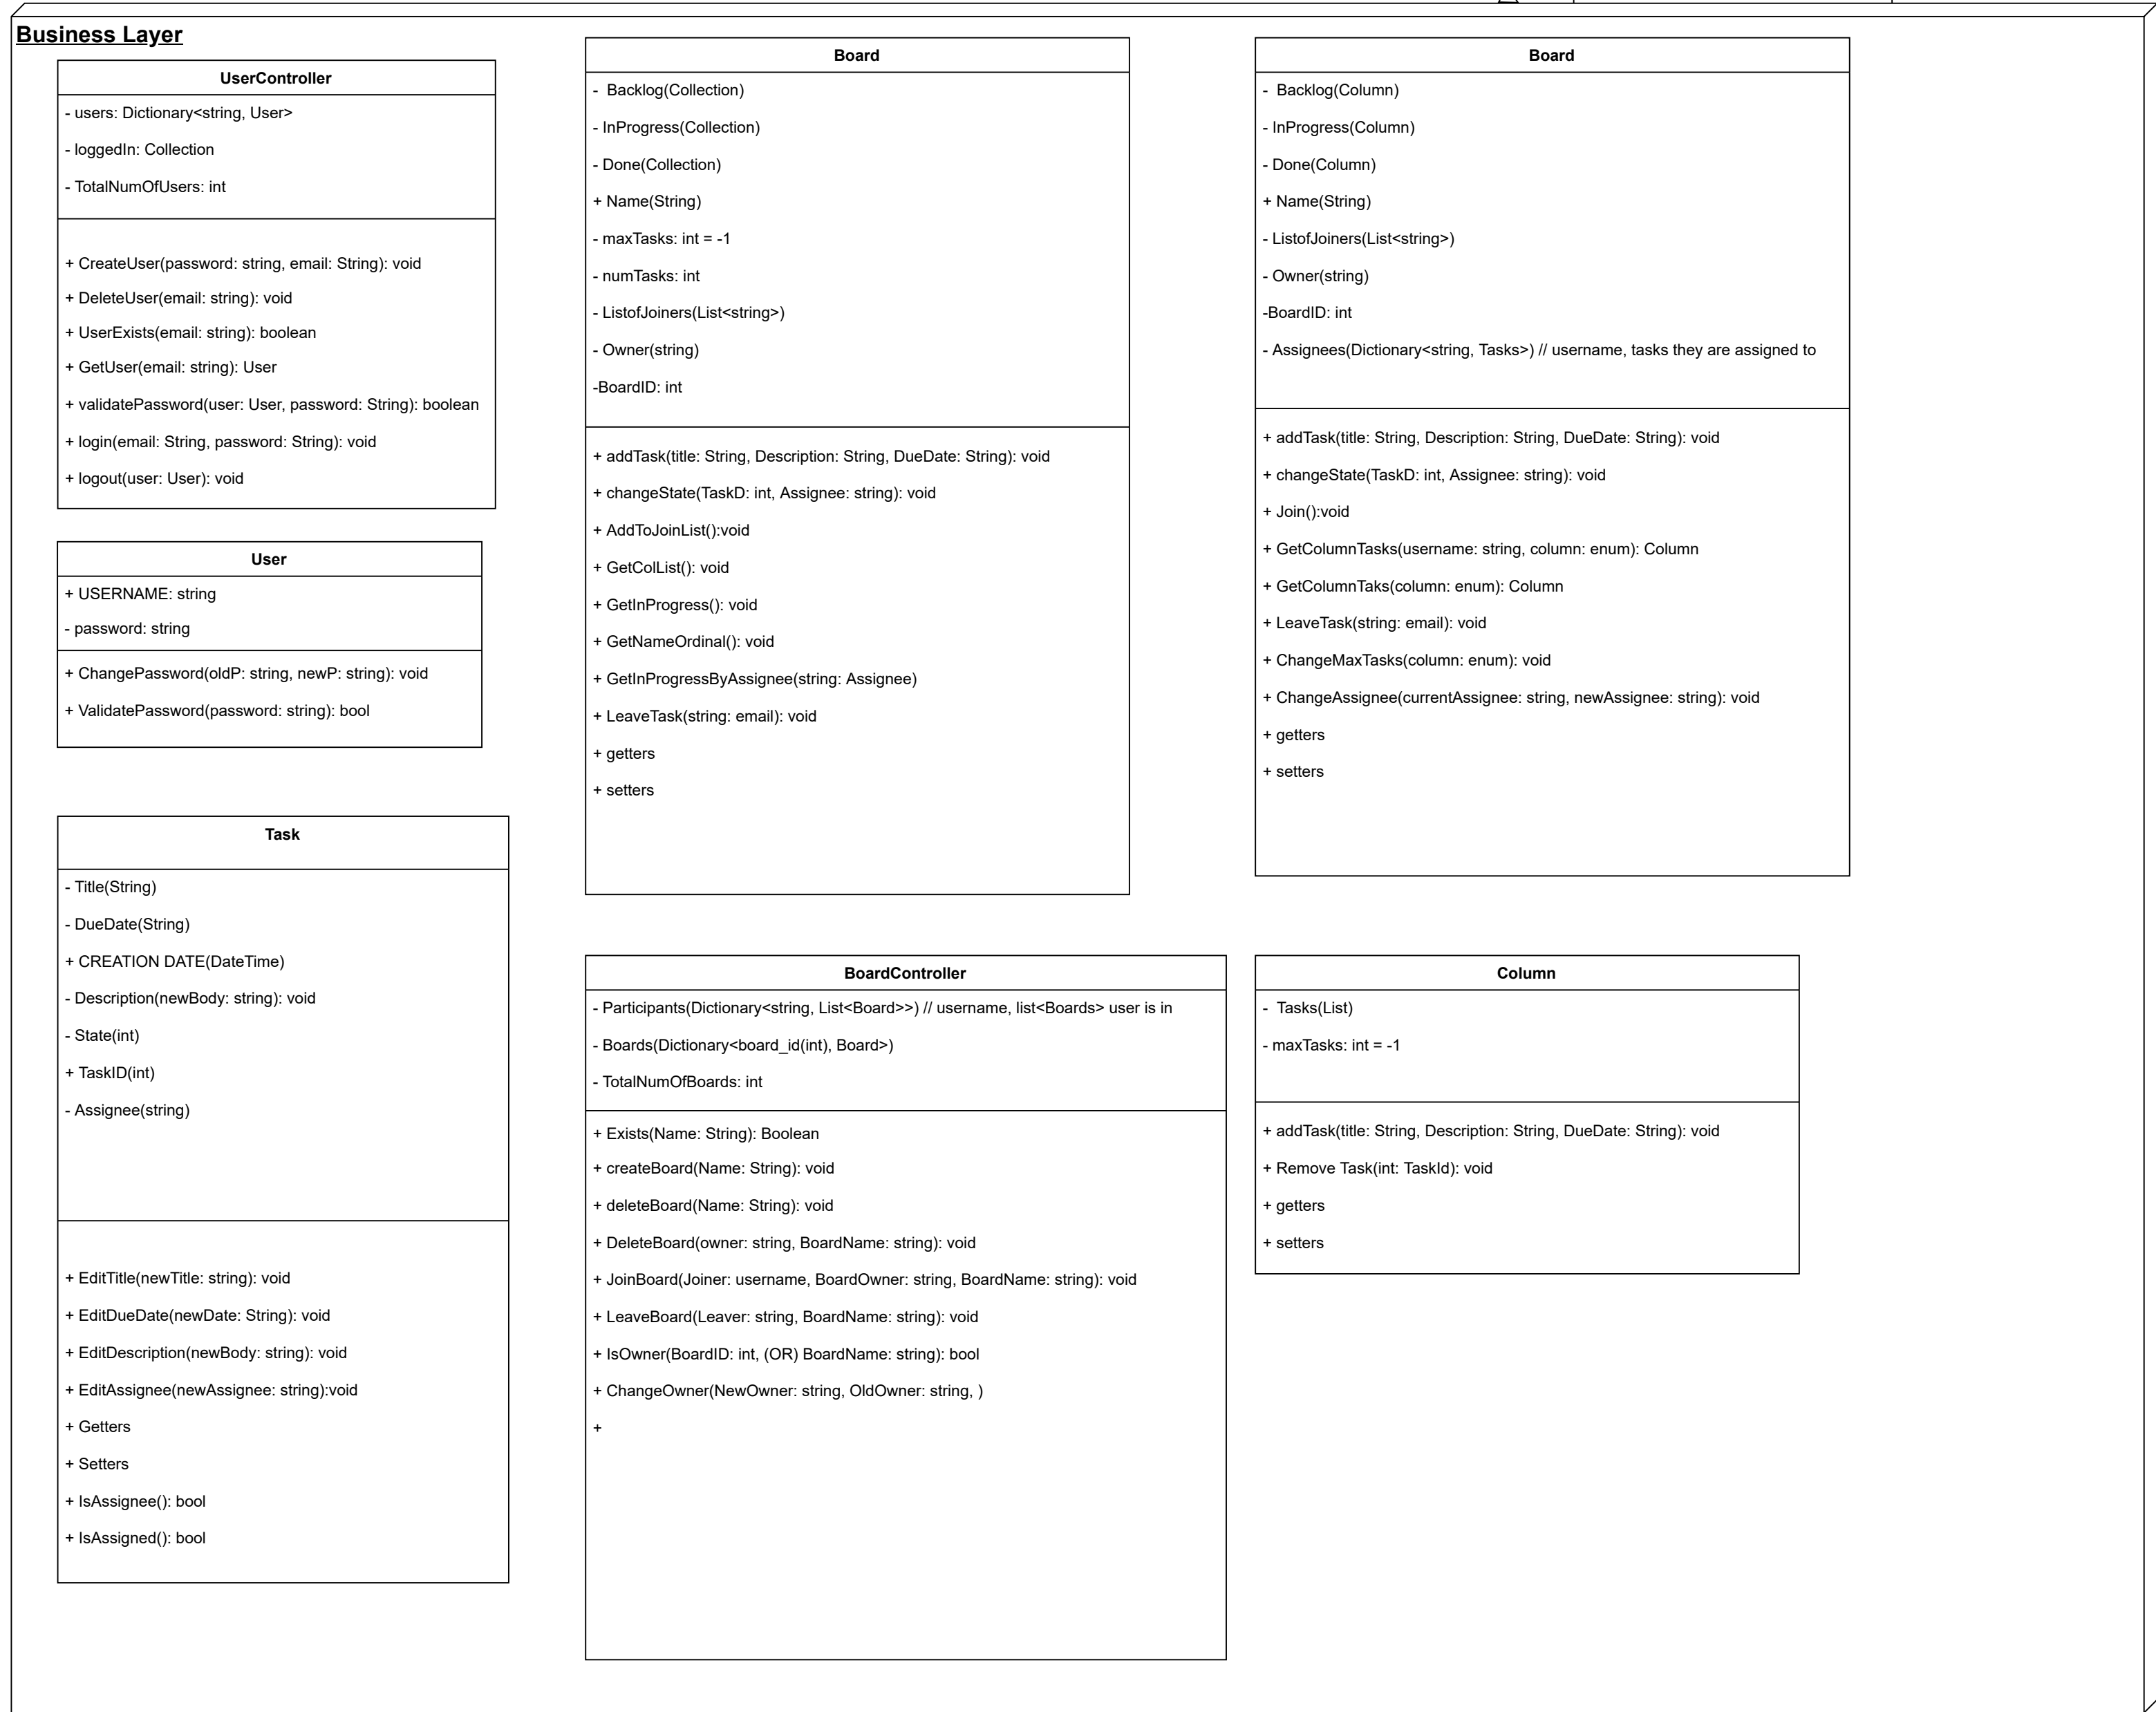 Business Layer
UserController
- users: Dictionary<string, User>
- loggedIn: Collection
- TotalNumOfUsers: int
+ CreateUser(password: string, email: String): void
+ DeleteUser(email: string): void
+ UserExists(email: string): boolean
+ GetUser(email: string): User
+ validatePassword(user: User, password: String): boolean
+ login(email: String, password: String): void
+ logout(user: User): void
User
+ USERNAME: string
- password: string
+ ChangePassword(oldP: string, newP: string): void
+ ValidatePassword(password: string): bool
Task
- Title(String)
- DueDate(String)
+ CREATION DATE(DateTime)
- Description(newBody: string): void
- State(int)
+ TaskID(int)
- Assignee(string)
+ EditTitle(newTitle: string): void
+ EditDueDate(newDate: String): void
+ EditDescription(newBody: string): void
+ EditAssignee(newAssignee: string):void
+ Getters
+ Setters
+ IsAssignee(): bool
+ IsAssigned(): bool
Board
- Backlog(Collection)
- InProgress(Collection)
- Done(Collection)
+ Name(String)
- maxTasks: int = -1
- numTasks: int
- ListofJoiners(List<string>)
- Owner(string)
-BoardID: int
+ addTask(title: String, Description: String, DueDate: String): void
+ changeState(TaskD: int, Assignee: string): void
+ AddToJoinList():void
+ GetColList(): void
+ GetInProgress(): void
+ GetNameOrdinal(): void
+ GetInProgressByAssignee(string: Assignee)
+ LeaveTask(string: email): void
+ getters
+ setters
Board
- Backlog(Column)
- InProgress(Column)
- Done(Column)
+ Name(String)
- ListofJoiners(List<string>)
- Owner(string)
-BoardID: int
- Assignees(Dictionary<string, Tasks>) // username, tasks they are assigned to
+ addTask(title: String, Description: String, DueDate: String): void
+ changeState(TaskD: int, Assignee: string): void
+ Join():void
+ GetColumnTasks(username: string, column: enum): Column
+ GetColumnTaks(column: enum): Column
+ LeaveTask(string: email): void
+ ChangeMaxTasks(column: enum): void
+ ChangeAssignee(currentAssignee: string, newAssignee: string): void
+ getters
+ setters
BoardController
- Participants(Dictionary<string, List<Board>>) // username, list<Boards> user is in
- Boards(Dictionary<board_id(int), Board>)
- TotalNumOfBoards: int
+ Exists(Name: String): Boolean
+ createBoard(Name: String): void
+ deleteBoard(Name: String): void
+ DeleteBoard(owner: string, BoardName: string): void
+ JoinBoard(Joiner: username, BoardOwner: string, BoardName: string): void
+ LeaveBoard(Leaver: string, BoardName: string): void
+ IsOwner(BoardID: int, (OR) BoardName: string): bool
+ ChangeOwner(NewOwner: string, OldOwner: string, )
+
Column
- Tasks(List)
- maxTasks: int = -1
+ addTask(title: String, Description: String, DueDate: String): void
+ Remove Task(int: TaskId): void
+ getters
+ setters